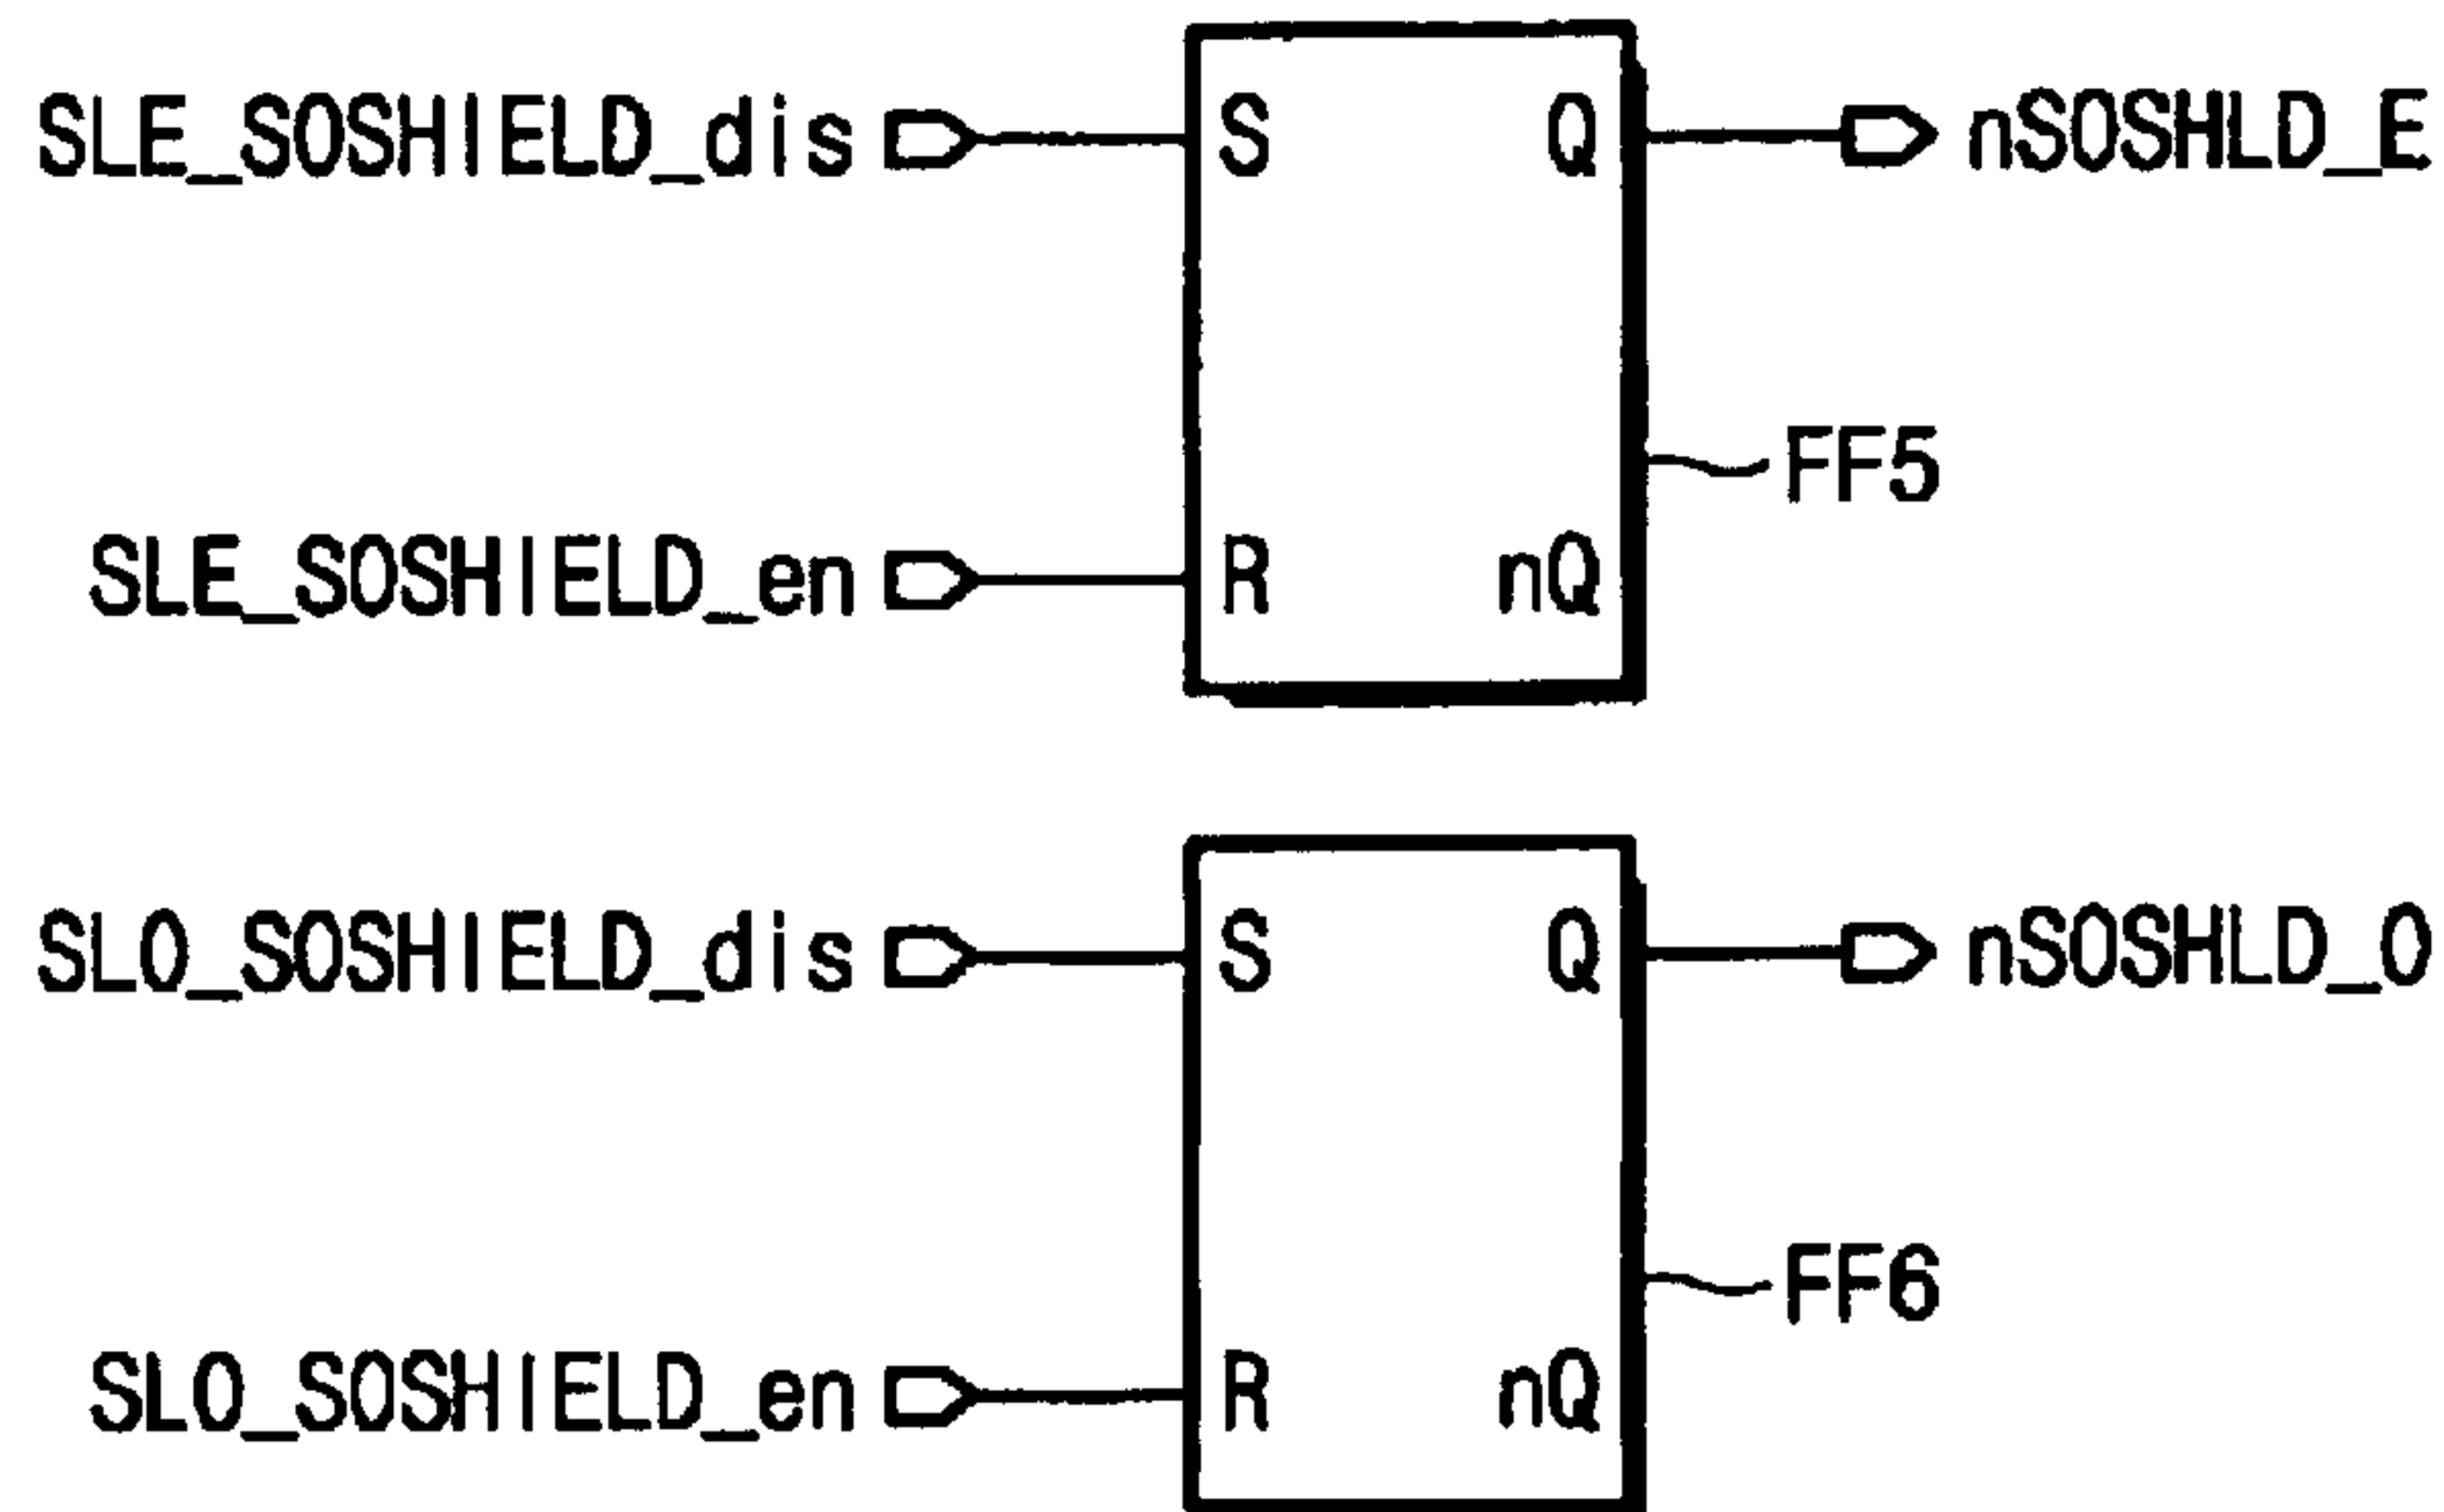 SLE_SOSHIELD_dis S Q nSOSHLD_E
FF5
SLE_SOSHIELD_en R nQ
SLO_SOSHIELD_dis S Q nSOSHLD_O
FF6
SLO_SOSHIELD_en R nQ